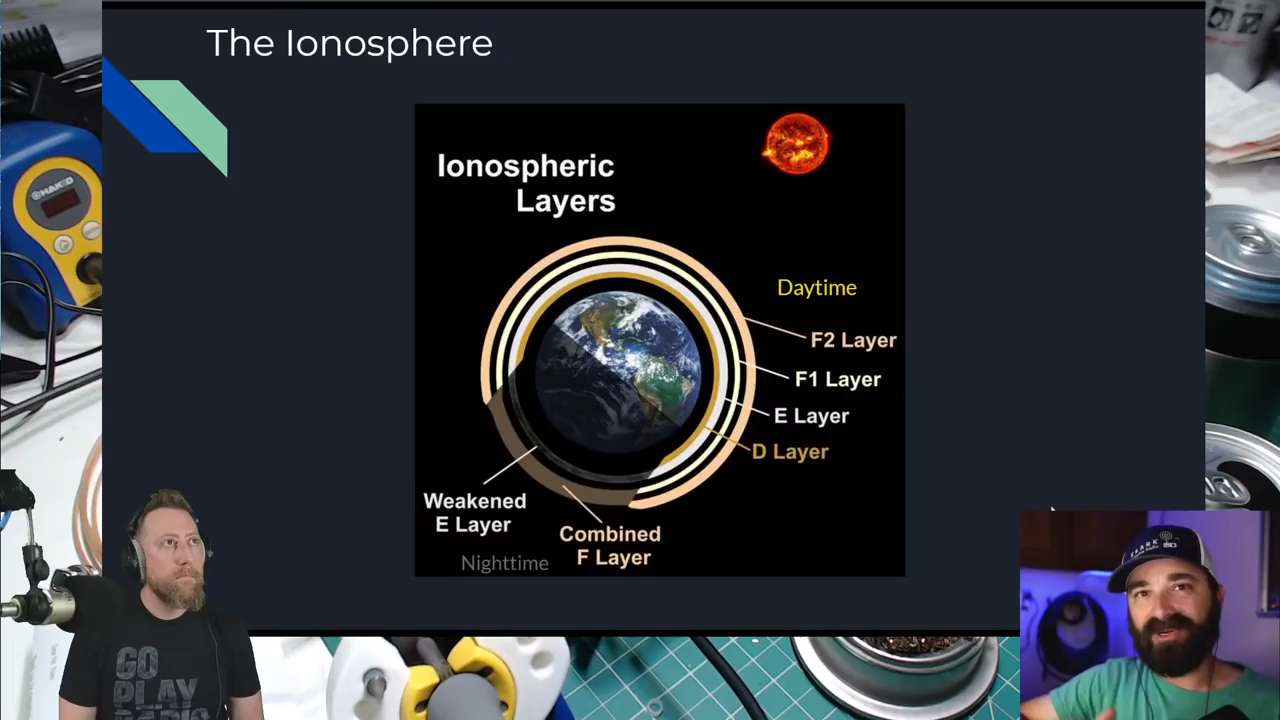 The Ionosphere
Ionospheric
Layers
Daytime
F2 Layer
F1 Layer
E Layer
D Layer
Weakened
E Layer
Combined
F Layer
Nighttime
HAKKO
GO
PLAY